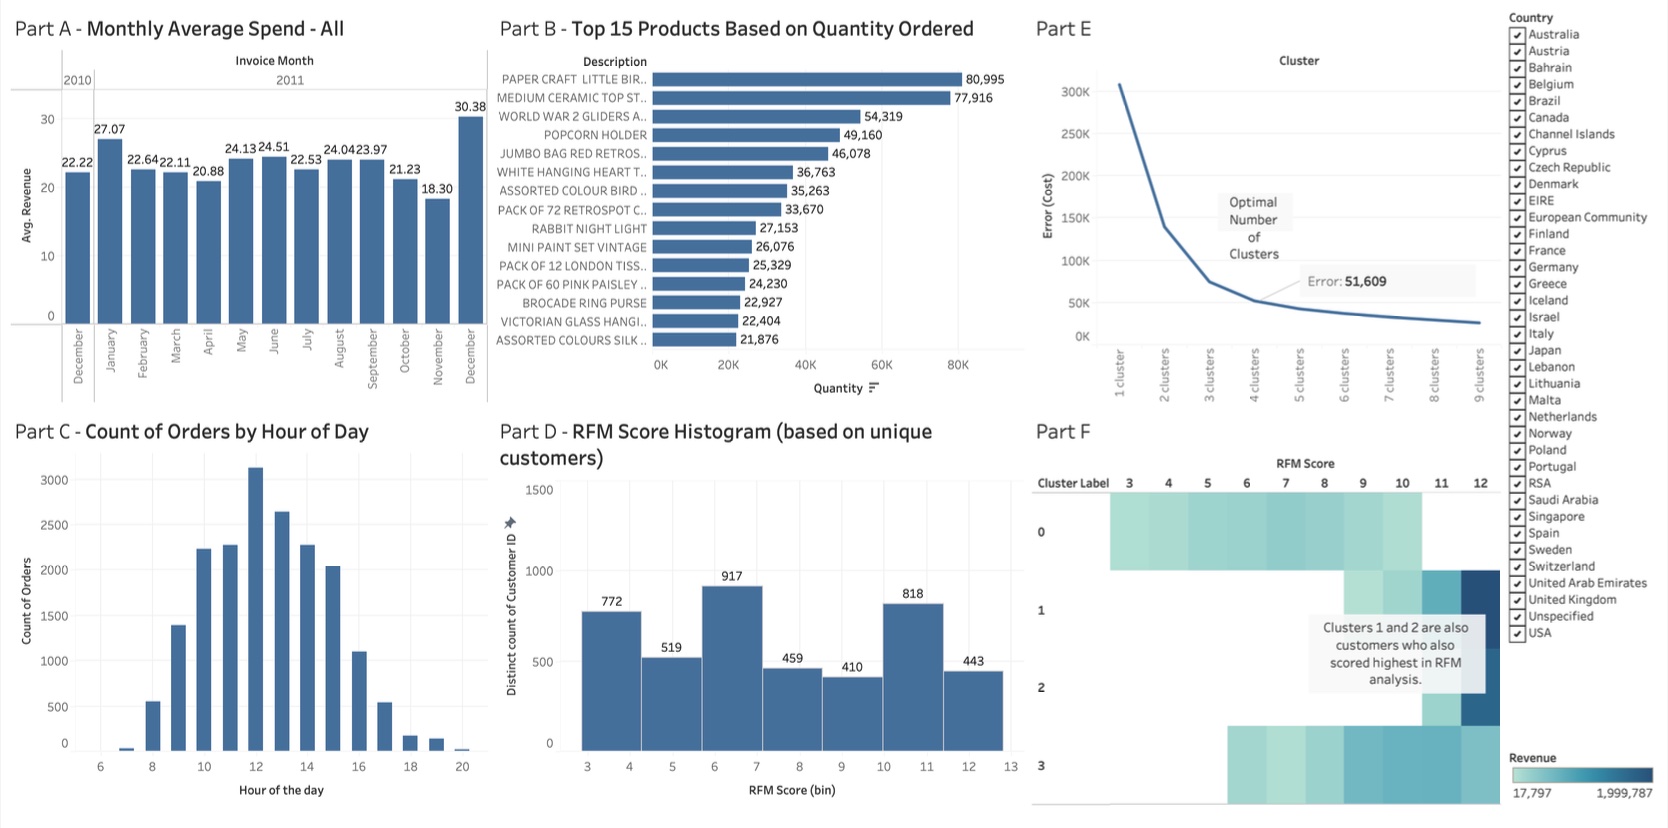 Part A - Monthly Average Spend - All
Invoice Month
2010
2011
Avg. Revenue
30
20
10
0
22.22
27.07
22.64
22.11
20.88
24.13
24.51
22.53
24.04
23.97
21.23
18.30
30.38
December
January
February
March
April
May
June
July
August
September
October
November
December
Part B - Top 15 Products Based on Quantity Ordered
Description
PAPER CRAFT LITTLE BIR.. 80,995
MEDIUM CERAMIC TOP ST.. 77,916
WORLD WAR 2 GLIDERS A.. 54,319
POPCORN HOLDER 49,160
JUMBO BAG RED RETROS.. 46,078
WHITE HANGING HEART T.. 36,763
ASSORTED COLOUR BIRD .. 35,263
PACK OF 72 RETROSPOT C.. 33,670
RABBIT NIGHT LIGHT 27,153
MINI PAINT SET VINTAGE 26,076
PACK OF 12 LONDON TISS.. 25,329
PACK OF 60 PINK PAISLEY .. 24,230
BROCADE RING PURSE 22,927
VICTORIAN GLASS HANGI.. 22,404
ASSORTED COLOURS SILK .. 21,876
0K 20K 40K 60K 80K
Quantity
Part E
Cluster
Error (Cost)
300K
250K
200K
150K
100K
50K
0K
Optimal
Number
of
Clusters
Error: 51,609
1 cluster
2 clusters
3 clusters
4 clusters
5 clusters
6 clusters
7 clusters
8 clusters
9 clusters
Country
Australia
Austria
Bahrain
Belgium
Brazil
Canada
Channel Islands
Cyprus
Czech Republic
Denmark
EIRE
European Community
Finland
France
Germany
Greece
Iceland
Israel
Italy
Japan
Lebanon
Lithuania
Malta
Netherlands
Norway
Poland
Portugal
RSA
Saudi Arabia
Singapore
Spain
Sweden
Switzerland
United Arab Emirates
United Kingdom
Unspecified
USA
Part C - Count of Orders by Hour of Day
Count of Orders
3000
2500
2000
1500
1000
500
0
6 8 10 12 14 16 18 20
Hour of the day
Part D - RFM Score Histogram (based on unique
customers)
Distinct count of Customer ID
1500
1000
500
0
772
519
917
459
410
818
443
3 4 5 6 7 8 9 10 11 12 13
RFM Score (bin)
Part F
RFM Score
Cluster Label 3 4 5 6 7 8 9 10 11 12
0
1
2
3
Clusters 1 and 2 are also
customers who also
scored highest in RFM
analysis.
Revenue
17,797 1,999,787